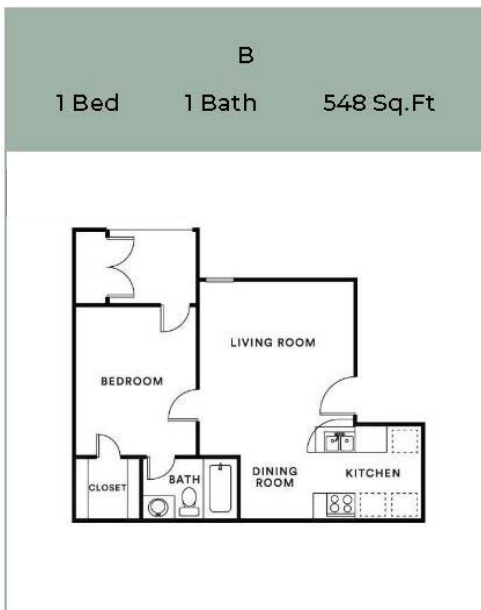 B
1 Bed 1 Bath 548 Sq.Ft
LIVING ROOM
BEDROOM
CLOSET
BATH
DINING
ROOM
KITCHEN